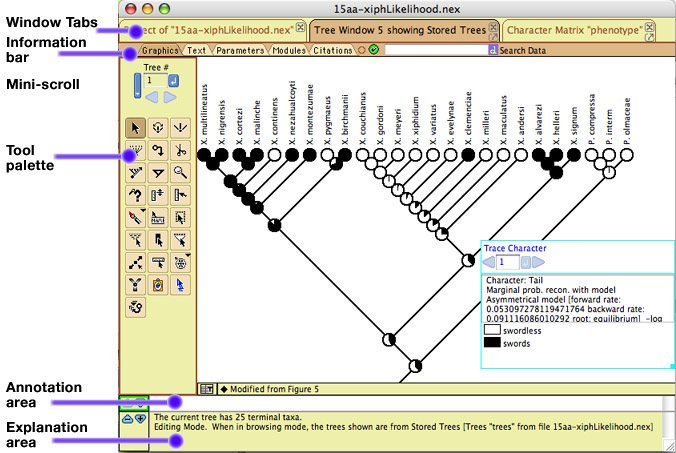 15aa-xiphLikelihood.nex
Window Tabs
ect of "15aa-xiphLikelihood.nex"
Tree Window 5 showing Stored Trees
Character Matrix "phenotype"
Information
bar
Graphics
Text
Parameters
Modules
Citations
Search Data
Mini-scroll
Tree #
1
Tool
palette
X. multilineatus
X. nigrensis
X. cortezi
X. malinche
X. continens
X. nezahualcoyti
X. montezumae
X. pygmaeus
X. birchmanii
X. couchianus
X. gordoni
X. meyeri
X. xiphidium
X. variatus
X. evelynae
X. clemenciae
X. milleri
X. maculatus
X. andersi
X. alvarezi
X. helleri
X. signum
P. compressa
P. interm
P. olmaceae
Trace Character
1
Character: Tail
Marginal prob. recon. with model
Asymmetrical model [forward rate:
0.053097278119471764 backward rate:
0.091116086010292 root: equilibrium] -log
swordless
swords
Modified from Figure 5
Annotation
area
Explanation
area
The current tree has 25 terminal taxa.
Editing Mode. When in browsing mode, the trees shown are from Stored Trees [Trees "trees" from file 15aa-xiphLikelihood.nex]